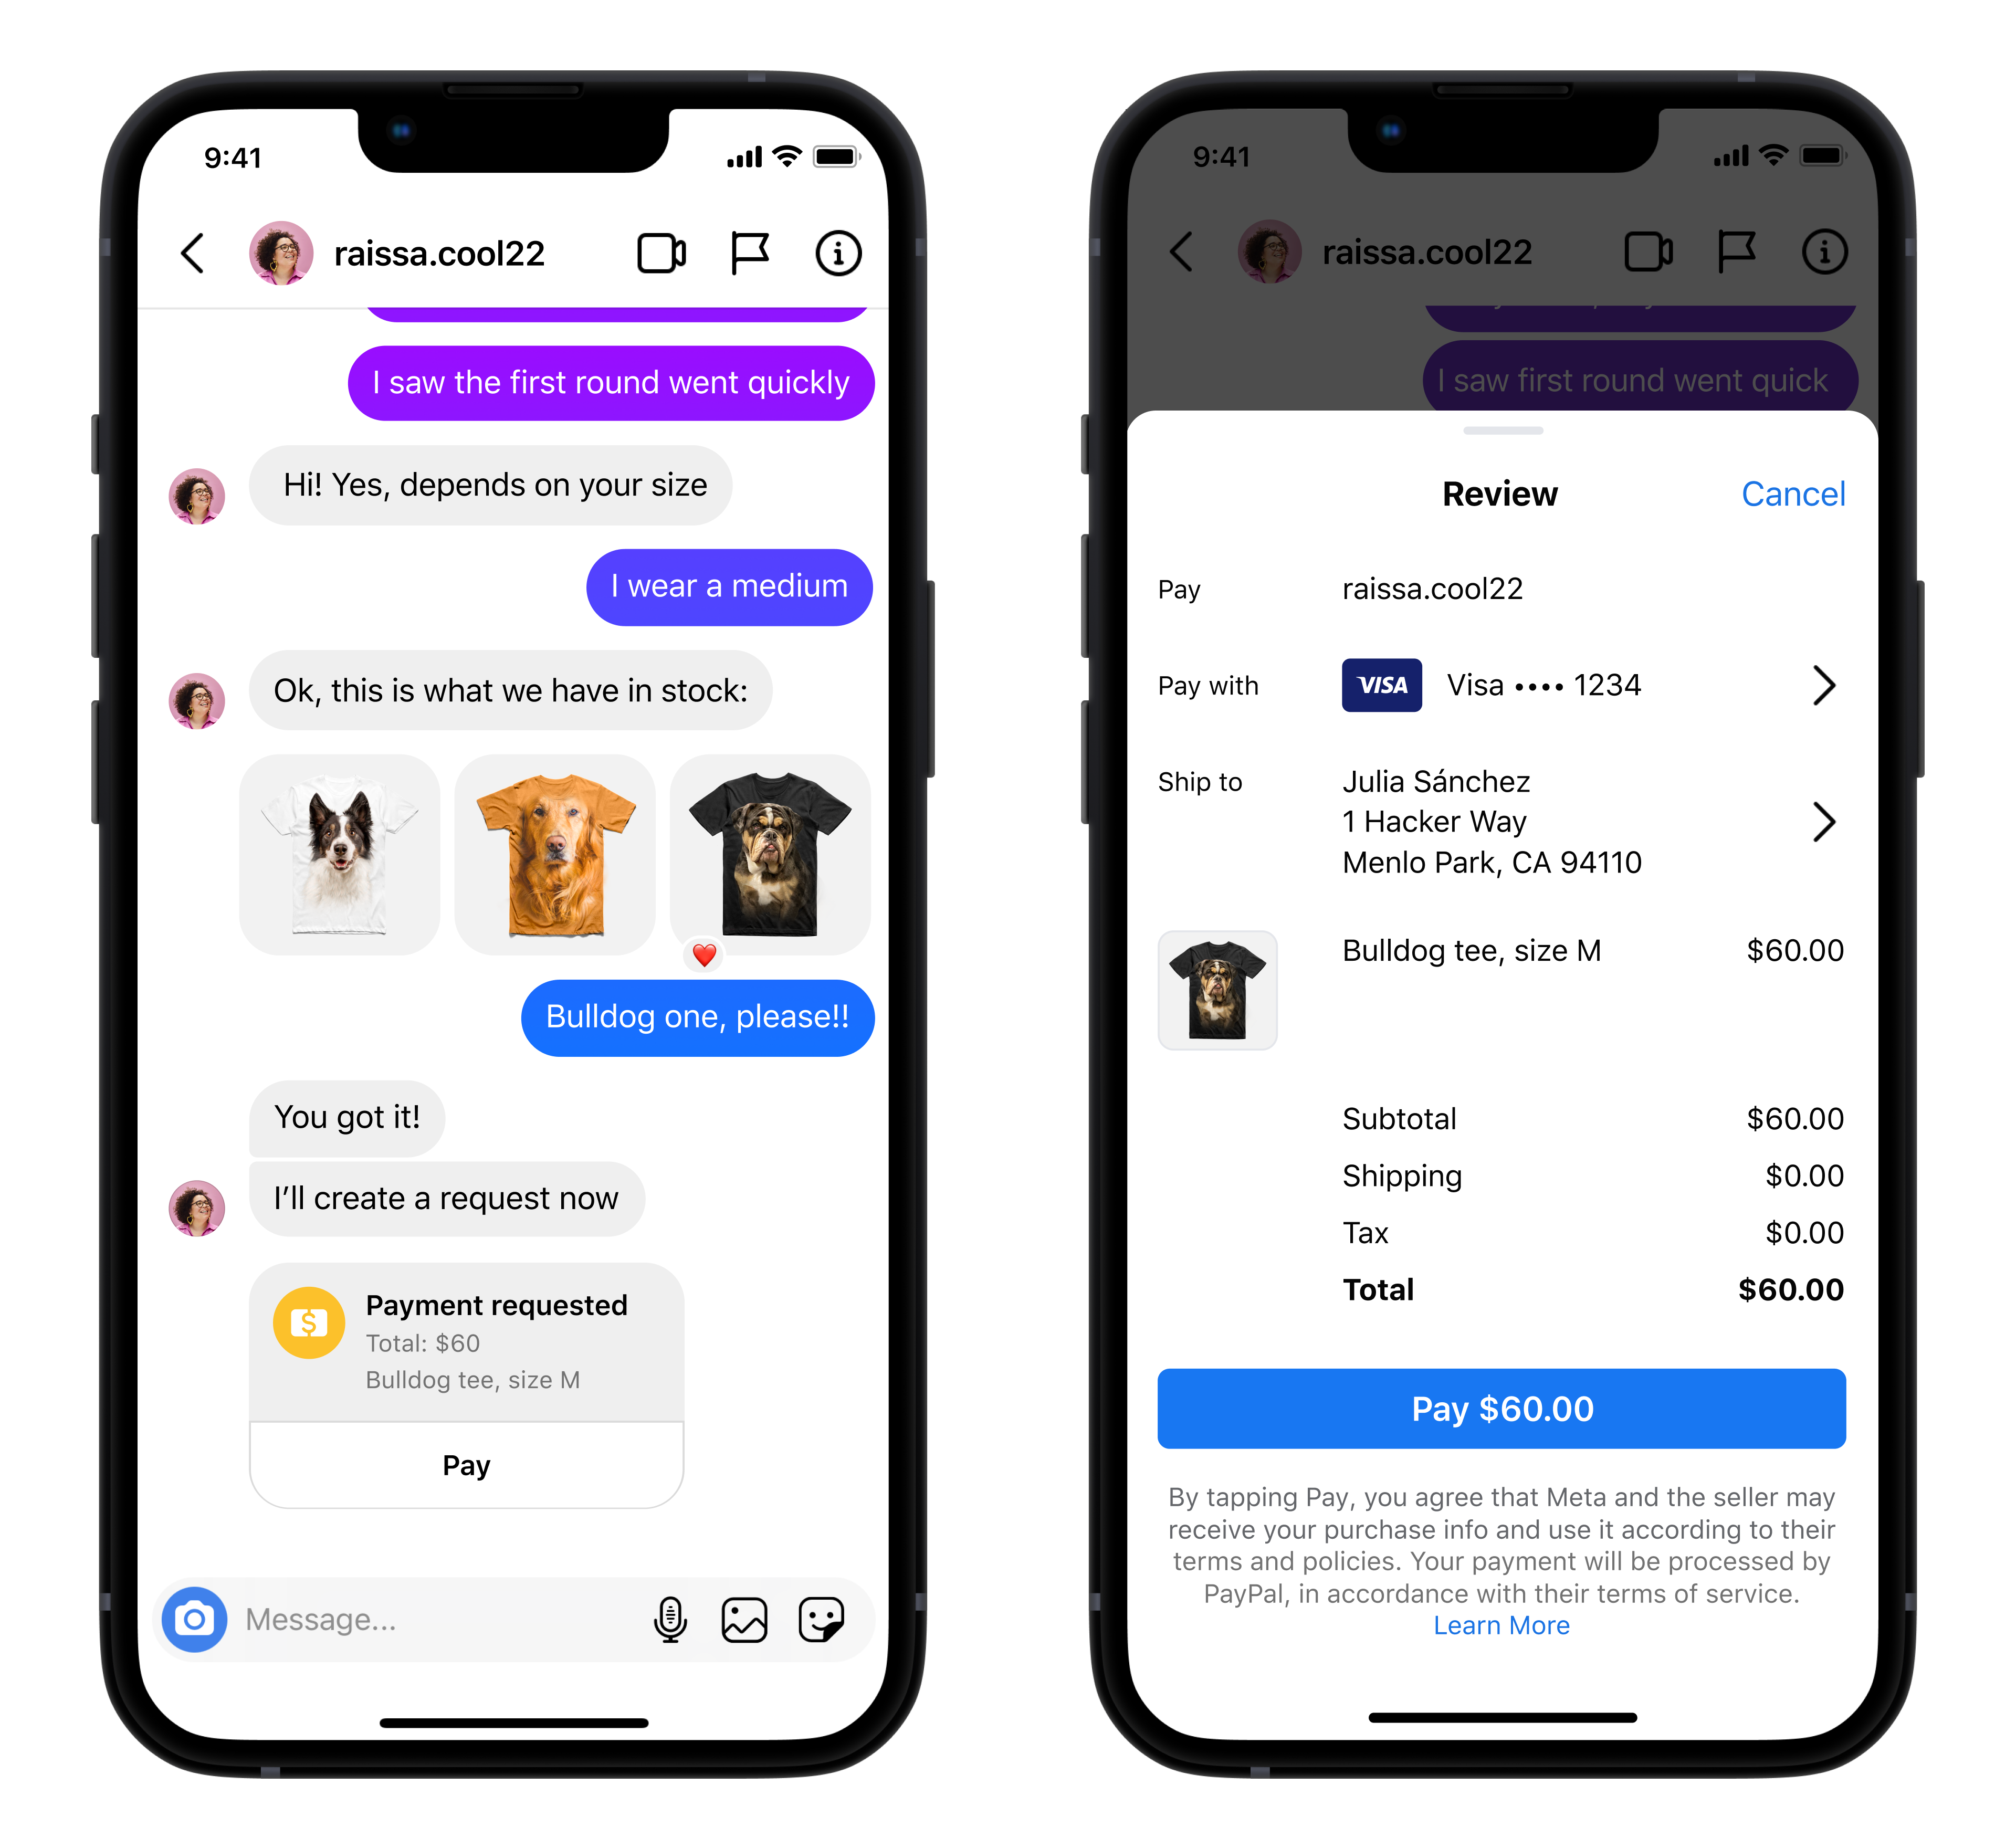 9:41
raissa.cool22
I saw the first round went quickly
Hi! Yes, depends on your size
I wear a medium
Ok, this is what we have in stock:
Bulldog one, please!!
You got it!
I’ll create a request now
$
Payment requested
Total: $60
Bulldog tee, size M
Pay
Message...
9:41
raissa.cool22
I saw first round went quick
Review Cancel
Pay raissa.cool22
Pay with VISA Visa •••• 1234
Ship to Julia Sánchez
1 Hacker Way
Menlo Park, CA 94110
Bulldog tee, size M $60.00
Subtotal $60.00
Shipping $0.00
Tax $0.00
Total $60.00
Pay $60.00
By tapping Pay, you agree that Meta and the seller may
receive your purchase info and use it according to their
terms and policies. Your payment will be processed by
PayPal, in accordance with their terms of service.
Learn More